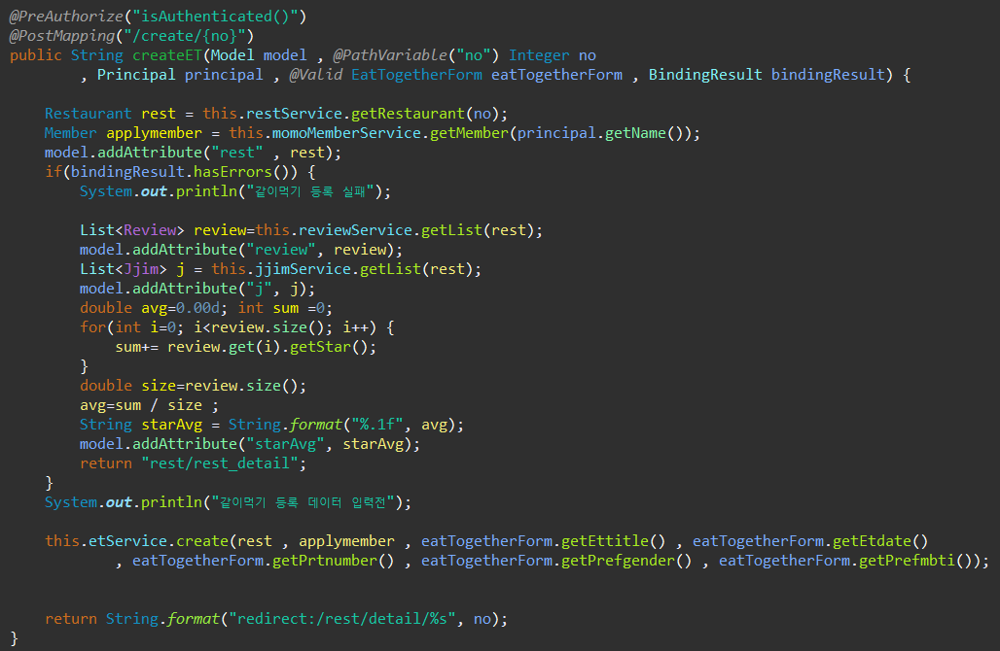 @PreAuthorize("isAuthenticated()")
@PostMapping("/create/{no}")
public String createET(Model model , @PathVariable("no") Integer no
        , Principal principal , @Valid EatTogetherForm eatTogetherForm , BindingResult bindingResult) {

    Restaurant rest = this.restService.getRestaurant(no);
    Member applymember = this.momoMemberService.getMember(principal.getName());
    model.addAttribute("rest" , rest);
    if(bindingResult.hasErrors()) {
        System.out.println("같이먹기 등록 실패");

        List<Review> review=this.reviewService.getList(rest);
        model.addAttribute("review", review);
        List<Jjim> j = this.jjimService.getList(rest);
        model.addAttribute("j", j);
        double avg=0.00d; int sum =0;
        for(int i=0; i<review.size(); i++) {
            sum+= review.get(i).getStar();
        }
        double size=review.size();
        avg=sum / size ;
        String starAvg = String.format("%.1f", avg);
        model.addAttribute("starAvg", starAvg);
        return "rest/rest_detail";
    }
    System.out.println("같이먹기 등록 데이터 입력전");

    this.etService.create(rest , applymember , eatTogetherForm.getEttitle() , eatTogetherForm.getEtdate()
            , eatTogetherForm.getPrtnumber() , eatTogetherForm.getPrefgender() , eatTogetherForm.getPrefmbti());


    return String.format("redirect:/rest/detail/%s", no);
}